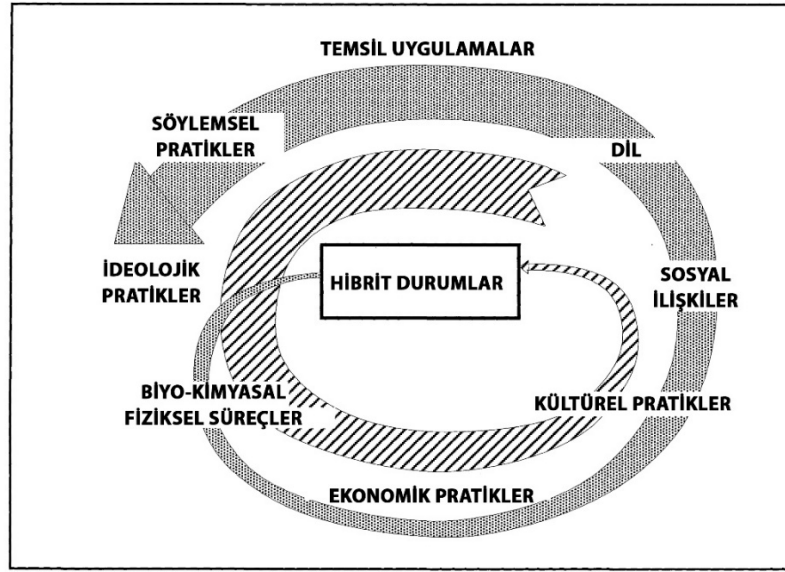 TEMSİL UYGULAMALAR
SÖYLEMSEL
PRATİKLER
DİL
İDEOLOJİK
PRATİKLER
HİBRİT DURUMLAR
SOSYAL
İLİŞKİLER
BİYO-KİMYASAL
FİZİKSEL SÜREÇLER
KÜLTÜREL PRATİKLER
EKONOMİK PRATİKLER